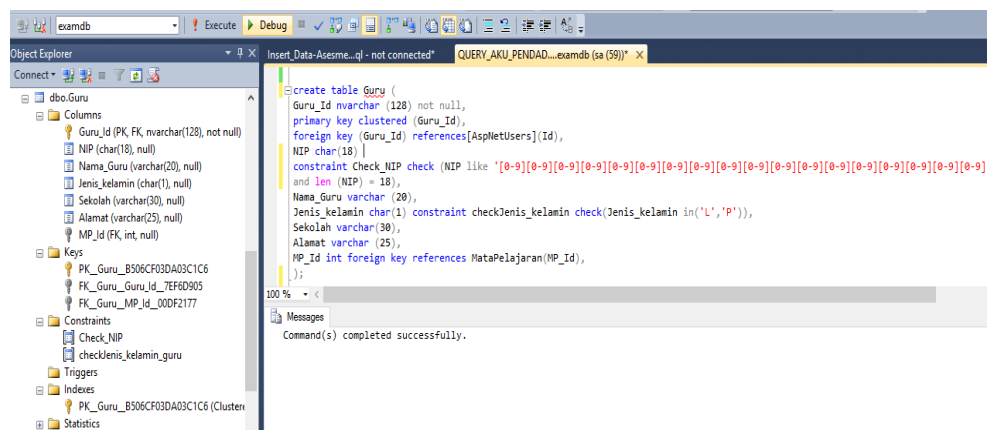 examdb Execute Debug
Object Explorer
Connect
dbo.Guru
Columns
Guru_Id (PK, FK, nvarchar(128), not null)
NIP (char(18), null)
Nama_Guru (varchar(20), null)
Jenis_kelamin (char(1), null)
Sekolah (varchar(30), null)
Alamat (varchar(25), null)
MP_Id (FK, int, null)
Keys
PK__Guru__B506CF03DA03C1C6
FK__Guru__Guru_Id__7EF6D905
FK__Guru__MP_Id__00DF2177
Constraints
Check_NIP
checkJenis_kelamin_guru
Triggers
Indexes
PK__Guru__B506CF03DA03C1C6 (Clustere
Statistics
Insert_Data-Asesme...ql - not connected* QUERY_AKU_PENDAD....examdb (sa (59))* X
create table Guru (
Guru_Id nvarchar (128) not null,
primary key clustered (Guru_Id),
foreign key (Guru_Id) references[AspNetUsers](Id),
NIP char(18)
constraint Check_NIP check (NIP like '[0-9][0-9][0-9][0-9][0-9][0-9][0-9][0-9][0-9][0-9][0-9][0-9][0-9][0-9][0-9][0-9][0-9]
and len (NIP) = 18),
Nama_Guru varchar (20),
Jenis_kelamin char(1) constraint checkJenis_kelamin check(Jenis_kelamin in('L','P')),
Sekolah varchar(30),
Alamat varchar (25),
MP_Id int foreign key references MataPelajaran(MP_Id),
);
100 %
Messages
Command(s) completed successfully.